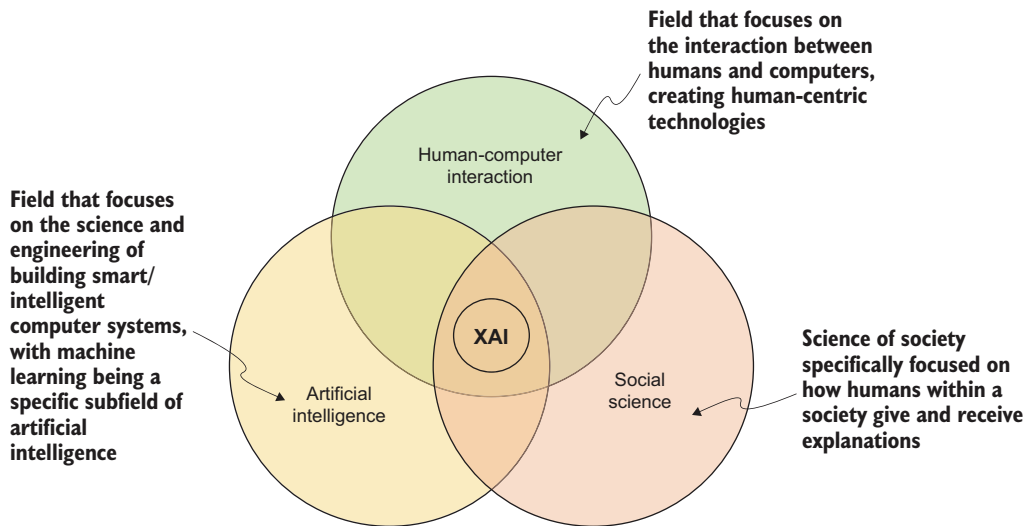 Field that focuses on
the interaction between
humans and computers,
creating human-centric
technologies
Human-computer
interaction
Field that focuses
on the science and
engineering of
building smart/
intelligent
computer systems,
with machine
learning being a
specific subfield of
artificial
intelligence
XAI
Artificial
intelligence
Social
science
Science of society
specifically focused on
how humans within a
society give and receive
explanations